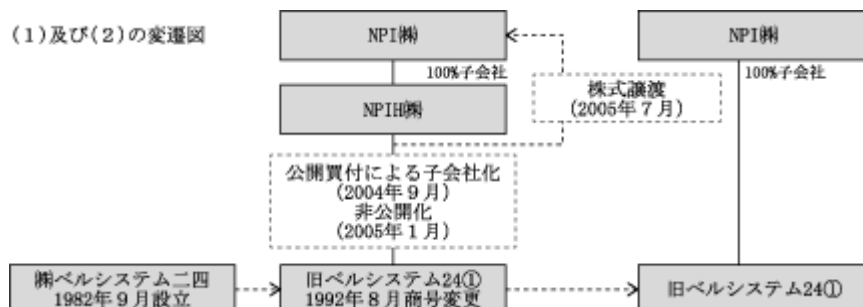 (1)及び(2)の変遷図
NPI㈱
NPI㈱
100%子会社
100%子会社
株式譲渡
(2005年7月)
NPIH㈱
公開買付による子会社化
(2004年9月)
非公開化
(2005年1月)
㈱ベルシステム二四
1982年9月設立
旧ベルシステム24①
1992年8月商号変更
旧ベルシステム24①